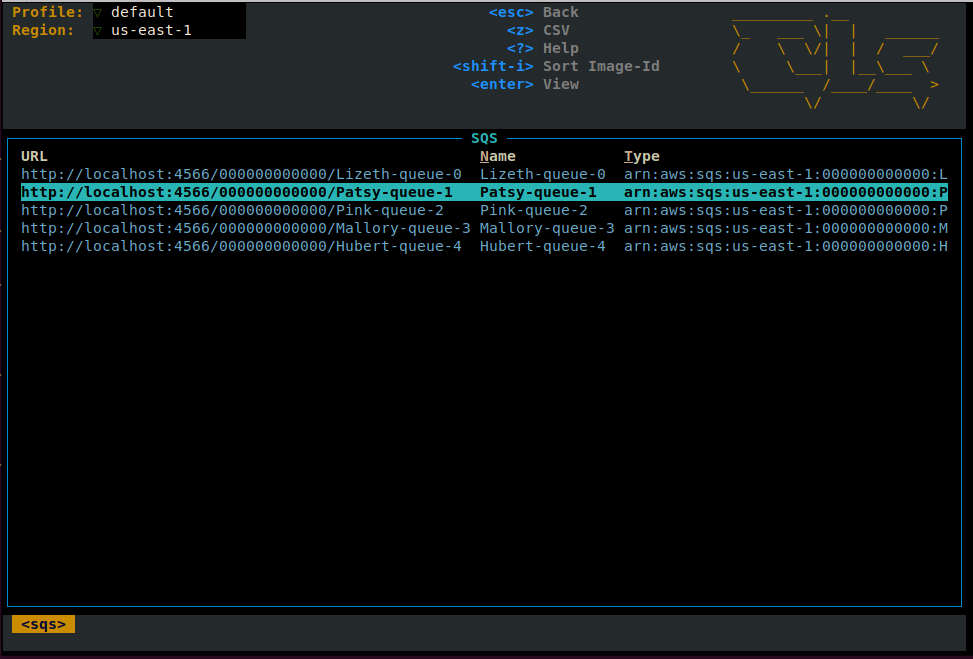 Profile: ▽ default
Region: ▽ us-east-1
<esc> Back
<z> CSV
<?> Help
<shift-i> Sort Image-Id
<enter> View
SQS
URL Name Type
http://localhost:4566/000000000000/Lizeth-queue-0 Lizeth-queue-0 arn:aws:sqs:us-east-1:000000000000:L
http://localhost:4566/000000000000/Patsy-queue-1 Patsy-queue-1 arn:aws:sqs:us-east-1:000000000000:P
http://localhost:4566/000000000000/Pink-queue-2 Pink-queue-2 arn:aws:sqs:us-east-1:000000000000:P
http://localhost:4566/000000000000/Mallory-queue-3 Mallory-queue-3 arn:aws:sqs:us-east-1:000000000000:M
http://localhost:4566/000000000000/Hubert-queue-4 Hubert-queue-4 arn:aws:sqs:us-east-1:000000000000:H
<sqs>